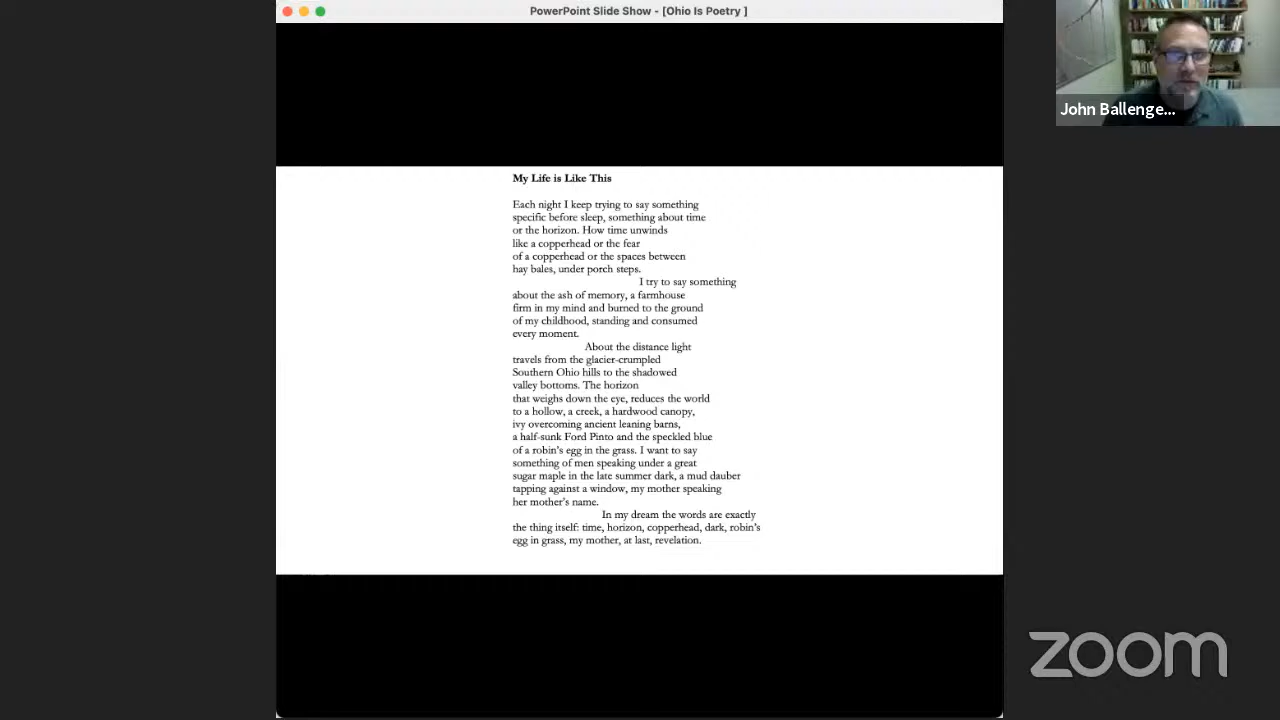 PowerPoint Slide Show - [Ohio Is Poetry ]
John Ballenge...
My Life is Like This
Each night I keep trying to say something
specific before sleep, something about time
or the horizon. How time unwinds
like a copperhead or the fear
of a copperhead or the spaces between
hay bales, under porch steps.
I try to say something
about the ash of memory, a farmhouse
firm in my mind and burned to the ground
of my childhood, standing and consumed
every moment.
About the distance light
travels from the glacier-crumpled
Southern Ohio hills to the shadowed
valley bottoms. The horizon
that weighs down the eye, reduces the world
to a hollow, a creek, a hardwood canopy,
ivy overcoming ancient leaning barns,
a half-sunk Ford Pinto and the speckled blue
of a robin's egg in the grass. I want to say
something of men speaking under a great
sugar maple in the late summer dark, a mud dauber
tapping against a window, my mother speaking
her mother's name.
In my dream the words are exactly
the thing itself: time, horizon, copperhead, dark, robin's
egg in grass, my mother, at last, revelation.
zoom